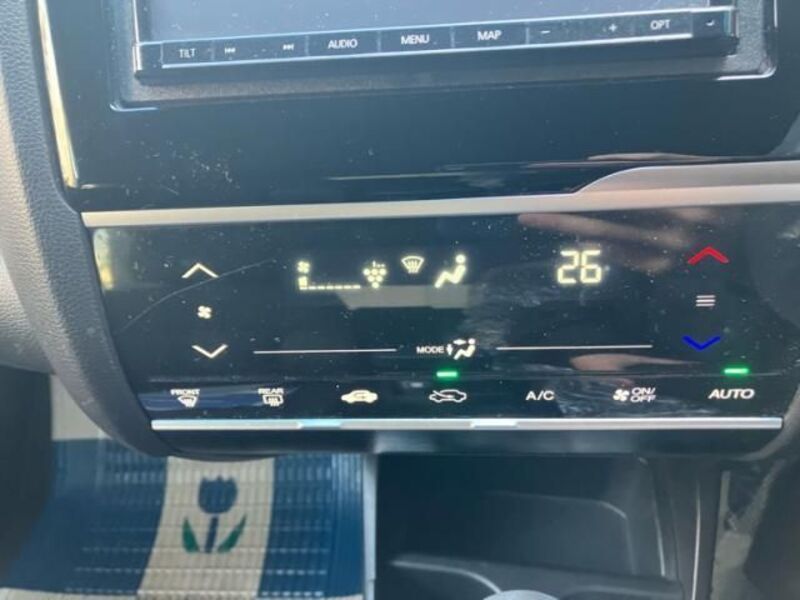 TILT AUDIO MENU MAP - + OPT
26
MODE
FRONT REAR A/C ON/OFF AUTO